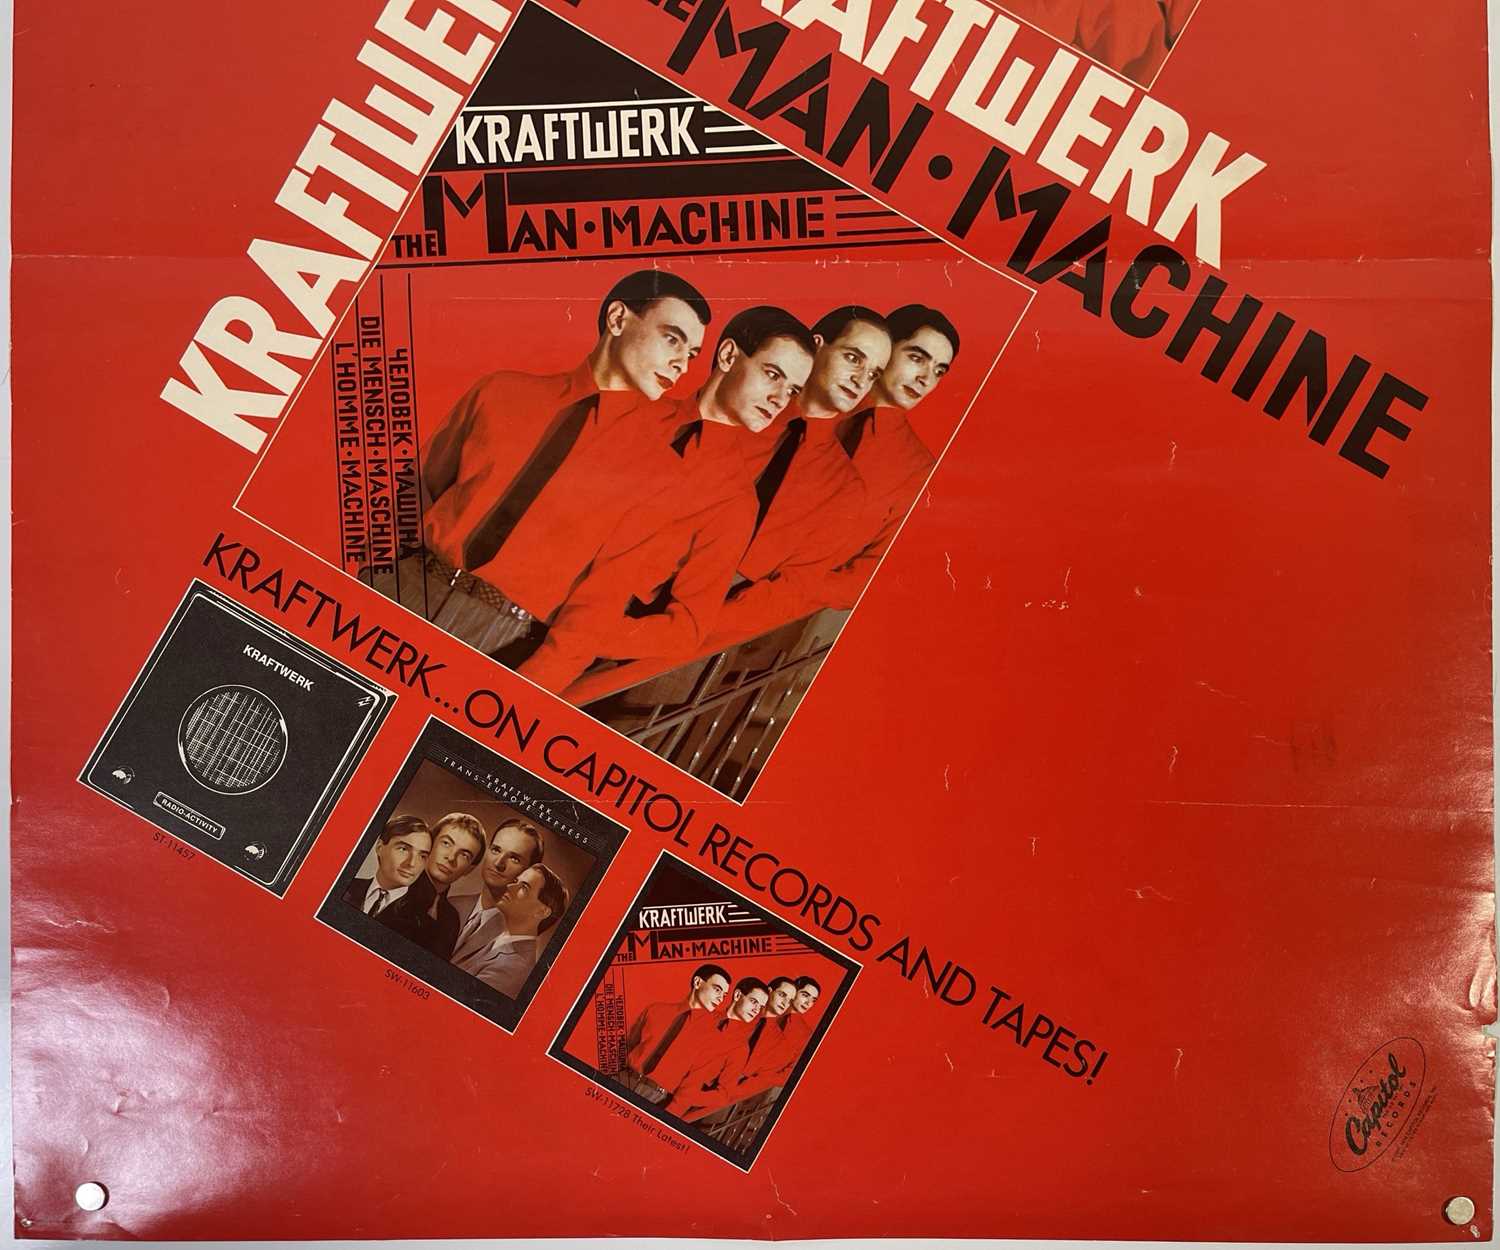 KRAFTWERK
MAN·MACHINE
KRAFTWE
KRAFTWERK
THE MAN·MACHINE
ЧЕЛОВЕК·МАШИНА
DIE MENSCH·MASCHINE
L'HOMME·MACHINE
KRAFTWERK...ON CAPITOL RECORDS AND TAPES!
KRAFTWERK
RADIO-ACTIVITY
ST-11457
KRAFTWERK
TRANS-EUROPE EXPRESS
SW-11603
KRAFTWERK
THE MAN·MACHINE
ЧЕЛОВЕК·МАШИНА
DIE MENSCH·MASCHINE
L'HOMME·MACHINE
SW-11728 Their Latest!
Capitol
RECORDS